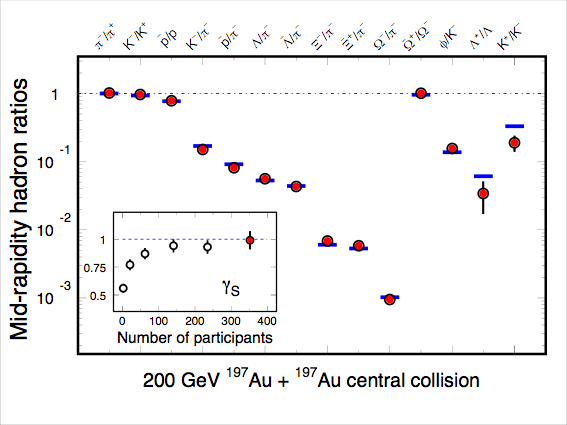 π⁻/π⁺ K⁻/K⁺ p̄/p K⁻/π⁻ p̄/π⁻ Λ/π⁻ Λ̄/π⁻ Ξ⁻/π⁻ Ξ̄⁺/π⁻ Ω⁻/π⁻ Ω̄⁺/Ω⁻ ϕ/K⁻ Λ*/Λ K*/K⁻
Mid-rapidity hadron ratios
1
10⁻¹
10⁻²
10⁻³
1
0.75
0.5
γS
0 100 200 300 400
Number of participants
200 GeV ¹⁹⁷Au + ¹⁹⁷Au central collision